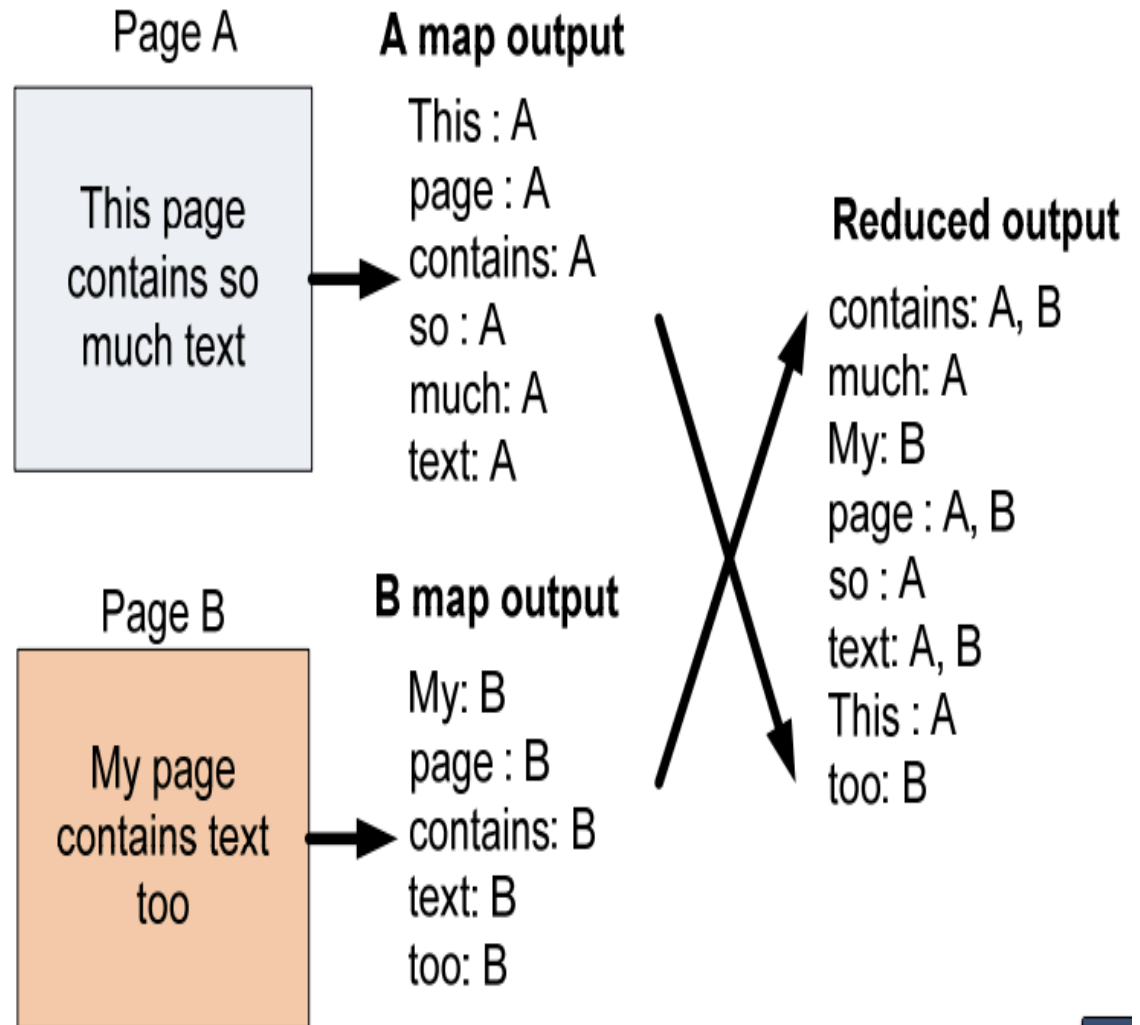 Page A
This page
contains so
much text
A map output
This : A
page : A
contains: A
so : A
much: A
text: A
Page B
My page
contains text
too
B map output
My: B
page : B
contains: B
text: B
too: B
Reduced output
contains: A, B
much: A
My: B
page : A, B
so : A
text: A, B
This : A
too: B